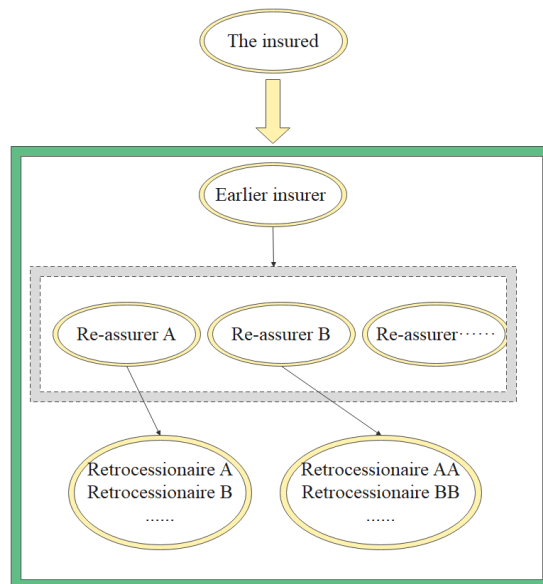 The insured
Earlier insurer
Re-assurer A
Re-assurer B
Re-assurer······
Retrocessionaire A
Retrocessionaire B
......
Retrocessionaire AA
Retrocessionaire BB
......